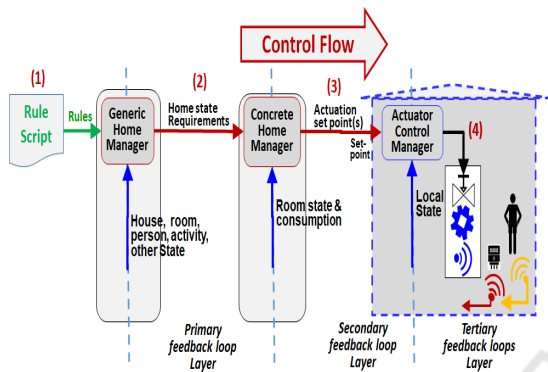 Control Flow
(1)
(2)
(3)
(4)
Rule
Script
Rules
Generic
Home
Manager
Home state
Requirements
Concrete
Home
Manager
Actuation
set point(s)
Set-
point
Actuator
Control
Manager
House, room,
person, activity,
other State
Room state &
consumption
Local
State
Primary
feedback loop
Layer
Secondary
feedback loop
Layer
Tertiary
feedback loops
Layer